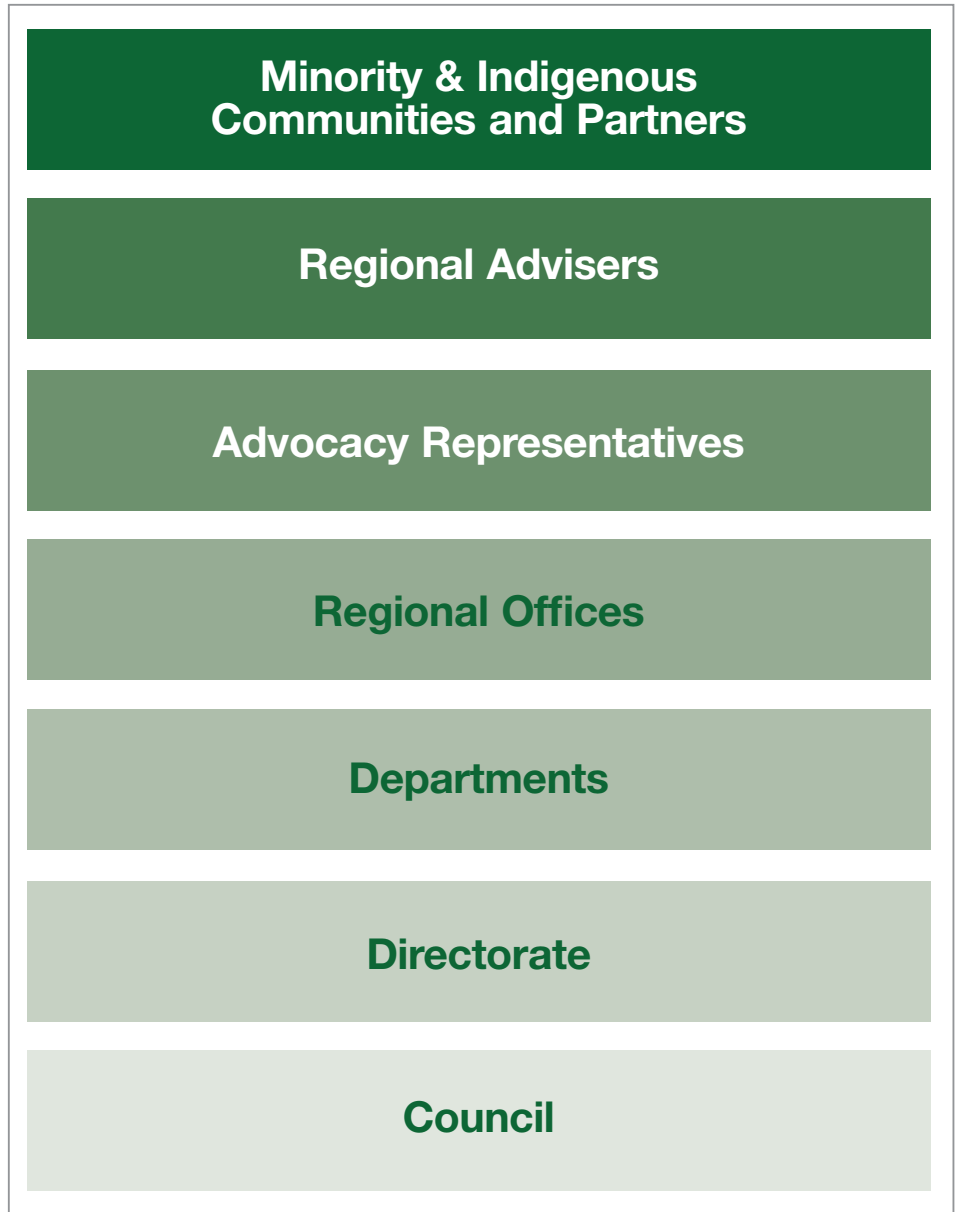 Minority & Indigenous
Communities and Partners
Regional Advisers
Advocacy Representatives
Regional Offices
Departments
Directorate
Council